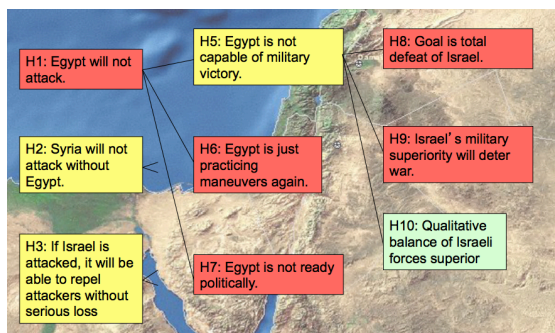 H1: Egypt will not
attack.
H2: Syria will not
attack without
Egypt.
H3: If Israel is
attacked, it will be
able to repel
attackers without
serious loss
H5: Egypt is not
capable of military
victory.
H6: Egypt is just
practicing
maneuvers again.
H7: Egypt is not ready
politically.
H8: Goal is total
defeat of Israel.
H9: Israel's military
superiority will deter
war.
H10: Qualitative
balance of Israeli
forces superior